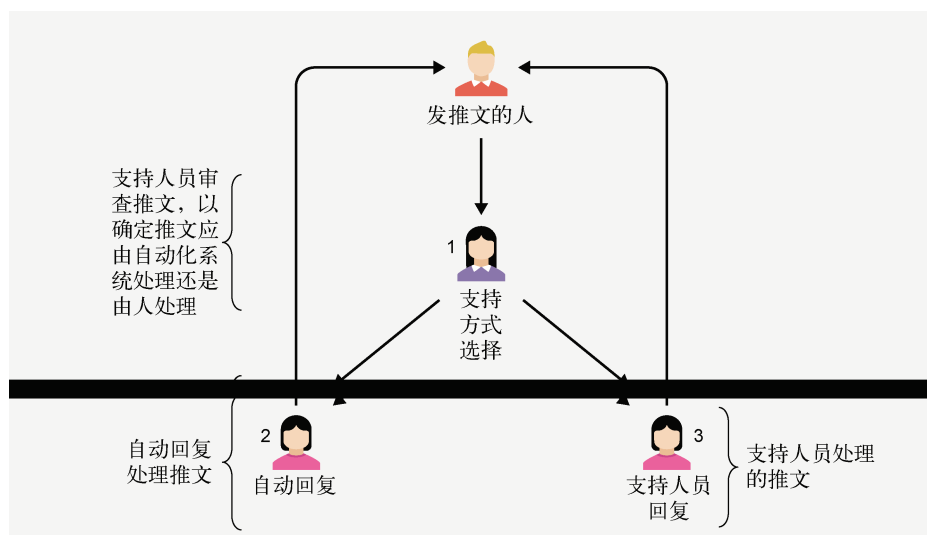 发推文的人
支持人员审
查推文，以
确定推文应
由自动化系
统处理还是
由人处理
1
支持
方式
选择
自动回复
处理推文
2
自动回复
3
支持人员
回复
支持人员处理
的推文